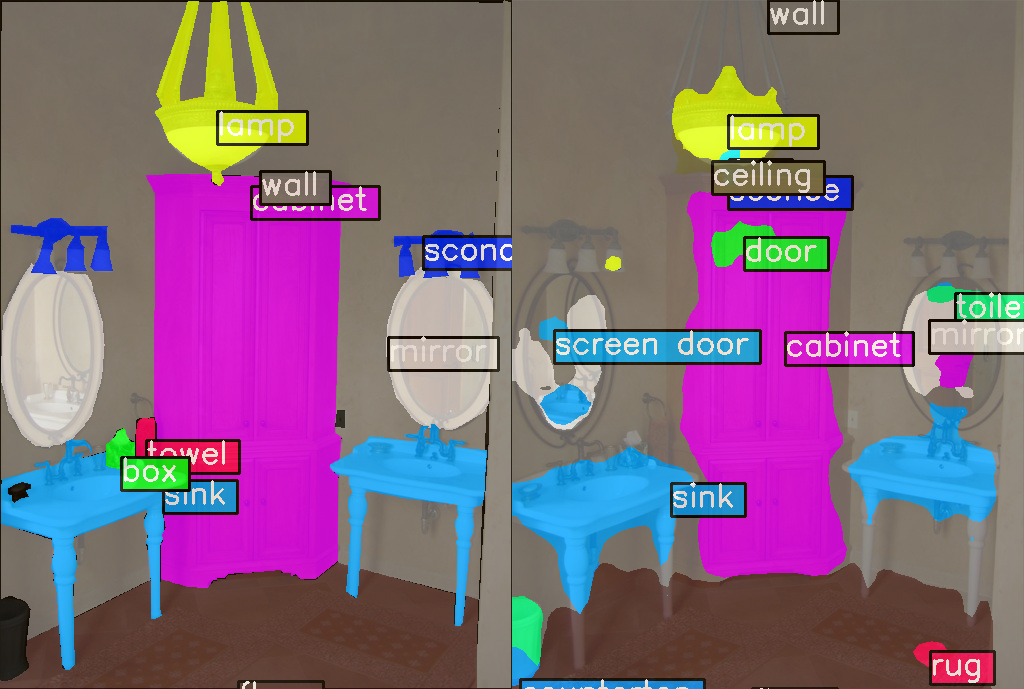 wall
lamp
lamp
wall
cabinet
ceiling
sconce
door
scond
toile
mirror
mirror
screen door
cabinet
towel
box
sink
sink
rug
countertop